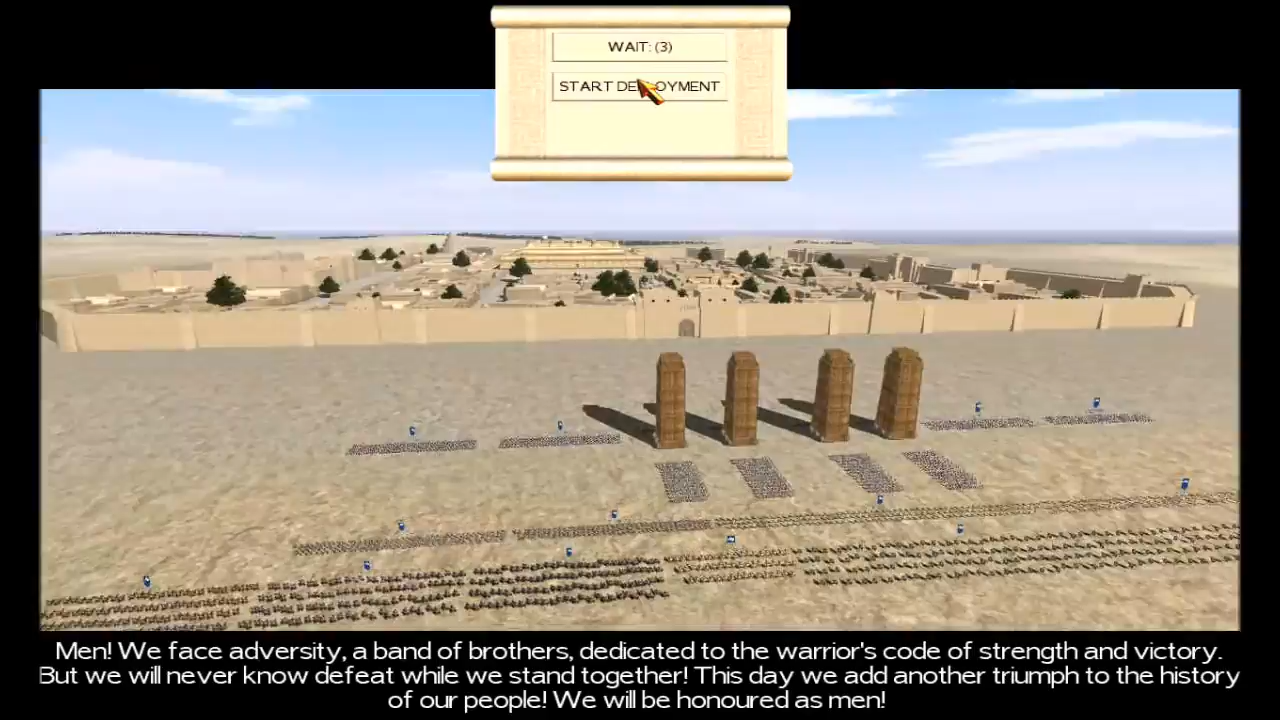 WAIT: (3)
START DEPLOYMENT
Men! We face adversity, a band of brothers, dedicated to the warrior's code of strength and victory.
But we will never know defeat while we stand together! This day we add another triumph to the history
of our people! We will be honoured as men!